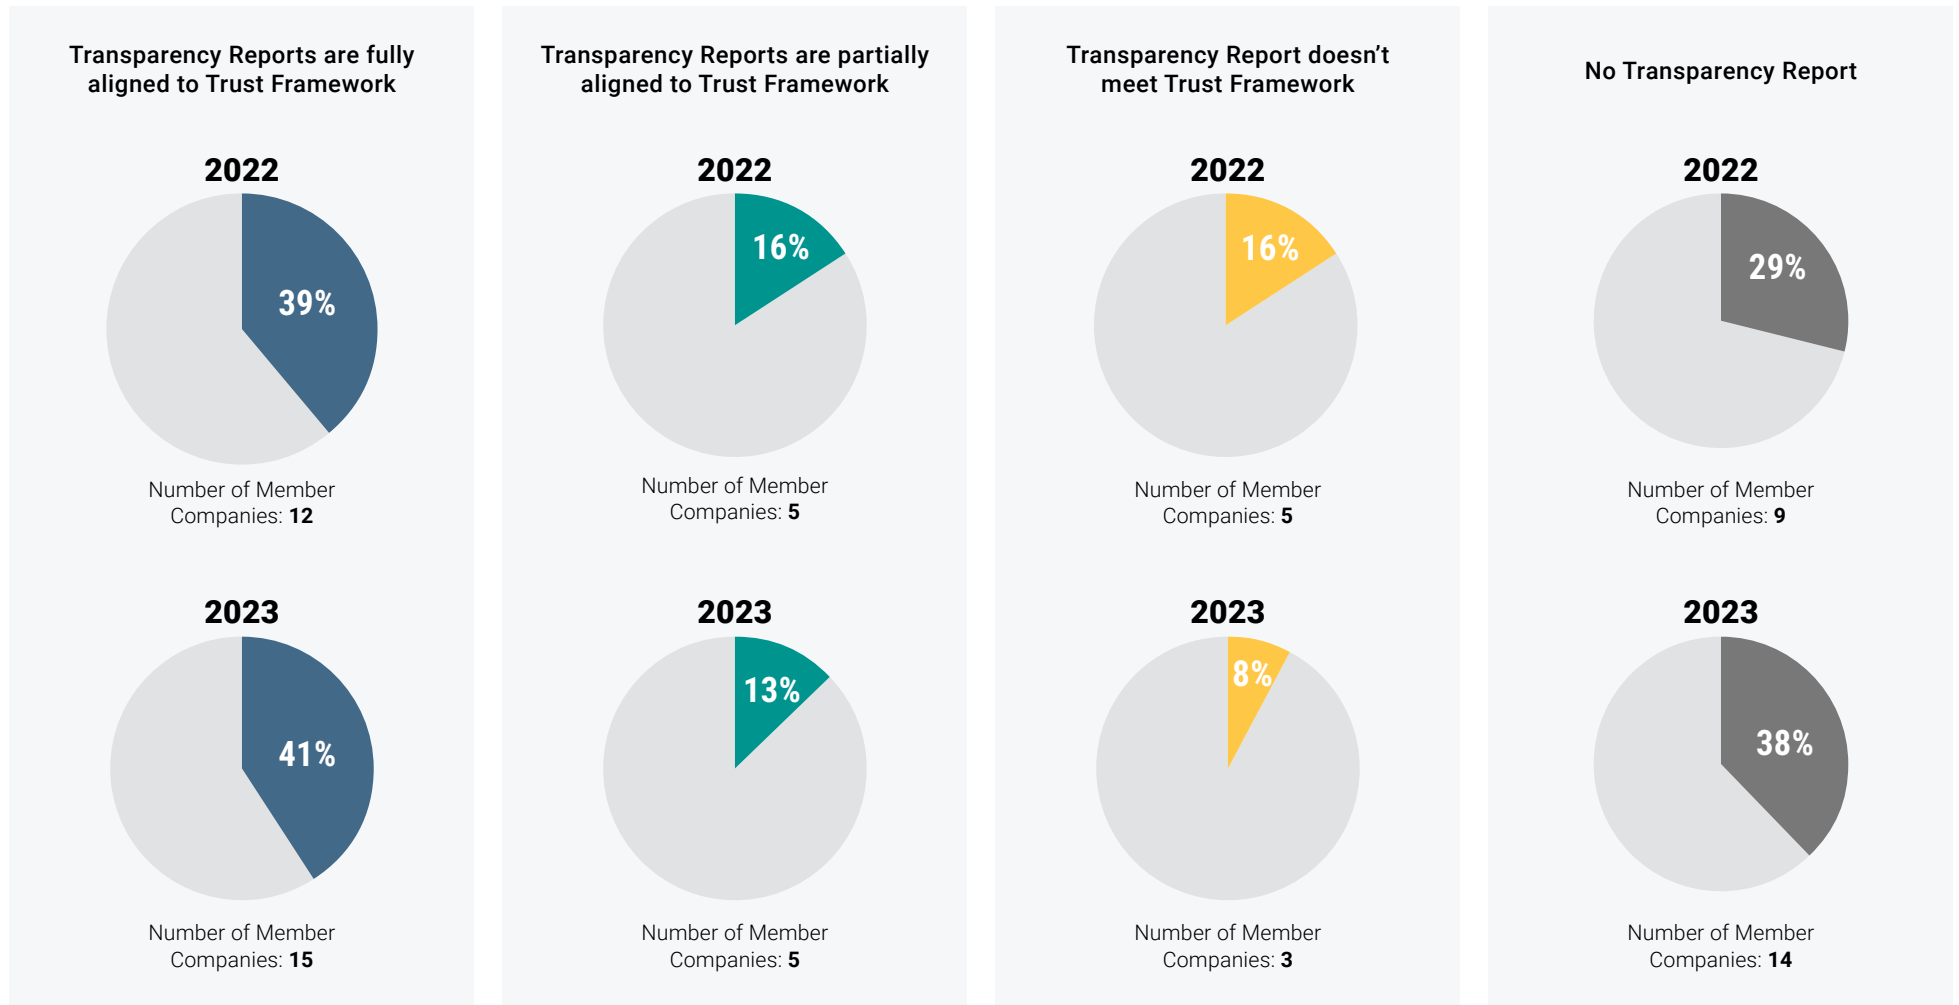 Transparency Reports are fully
aligned to Trust Framework
2022
39%
Number of Member
Companies: 12
2023
41%
Number of Member
Companies: 15
Transparency Reports are partially
aligned to Trust Framework
2022
16%
Number of Member
Companies: 5
2023
13%
Number of Member
Companies: 5
Transparency Report doesn't
meet Trust Framework
2022
16%
Number of Member
Companies: 5
2023
8%
Number of Member
Companies: 3
No Transparency Report
2022
29%
Number of Member
Companies: 9
2023
38%
Number of Member
Companies: 14